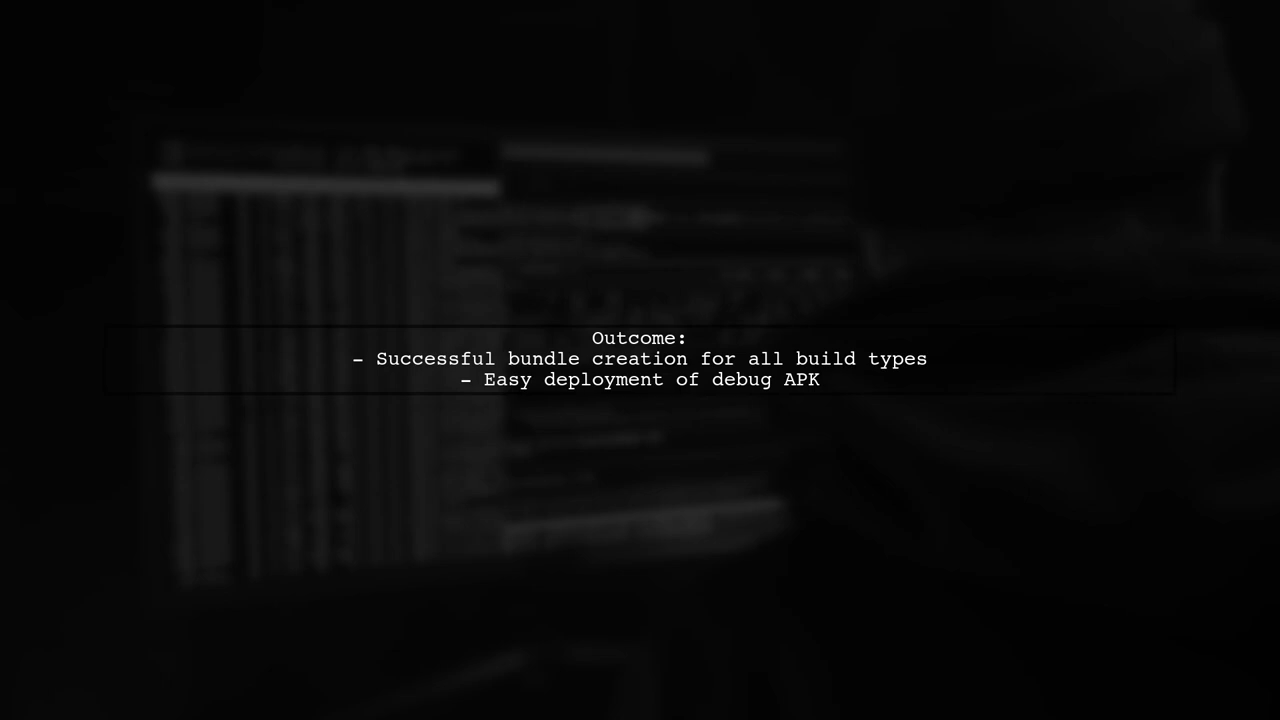 Outcome:
- Successful bundle creation for all build types
- Easy deployment of debug APK